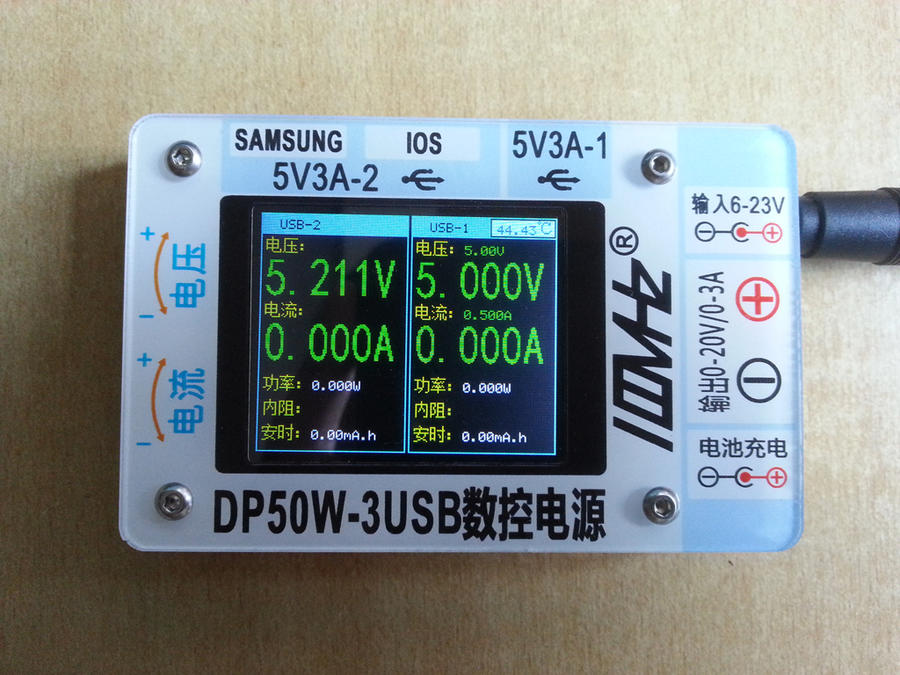 SAMSUNG IOS
5V3A-2
5V3A-1
输入6-23V
- +
+
电压
-
+
电流
-
USB-2
电压:
5.211V
电流:
0.000A
功率: 0.000W
内阻:
安时: 0.00mA.h
USB-1 44.43℃
电压: 5.00V
5.000V
电流: 0.500A
0.000A
功率: 0.000W
内阻:
安时: 0.00mA.h
10MHz®
输出0-20V/0-3A
+
-
电池充电
- +
DP50W-3USB数控电源